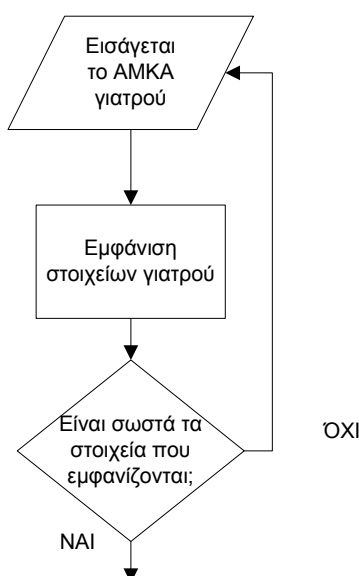 Εισάγεται
το ΑΜΚΑ
γιατρού
Εμφάνιση
στοιχείων γιατρού
Είναι σωστά τα
στοιχεία που
εμφανίζονται;
ΌΧΙ
ΝΑΙ